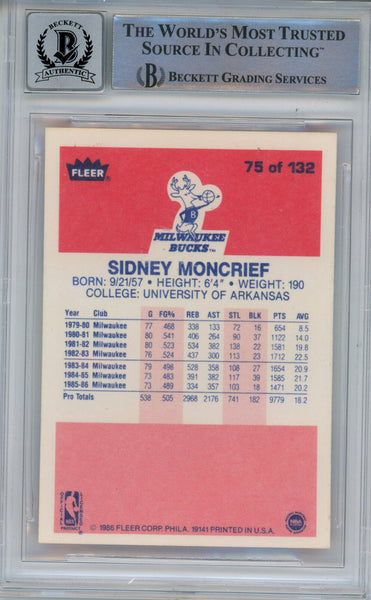 BECKETT
AUTHENTIC
THE WORLD'S MOST TRUSTED
SOURCE IN COLLECTING™
B BECKETT GRADING SERVICES
FLEER
75 of 132
B
MILWAUKEE
BUCKS™
SIDNEY MONCRIEF
BORN: 9/21/57 • HEIGHT: 6'4" • WEIGHT: 190
COLLEGE: UNIVERSITY OF ARKANSAS
Year Club G FG% REB AST STL BLK PTS AVG
1979-80 Milwaukee 77 468 338 133 72 16 654 8.5
1980-81 Milwaukee 80 541 406 264 90 37 1122 14.0
1981-82 Milwaukee 80 523 534 382 138 22 1581 19.8
1982-83 Milwaukee 76 524 437 300 113 23 1712 22.5
1983-84 Milwaukee 79 498 528 358 108 27 1654 20.9
1984-85 Milwaukee 73 483 391 382 117 39 1585 21.7
1985-86 Milwaukee 73 489 334 357 103 18 1471 20.2
Pro Totals 538 505 2968 2176 741 182 9779 18.2
OFFICIAL LICENSED
NBA
PRODUCT
© 1986 FLEER CORP. PHILA. 19141 PRINTED IN U.S.A.